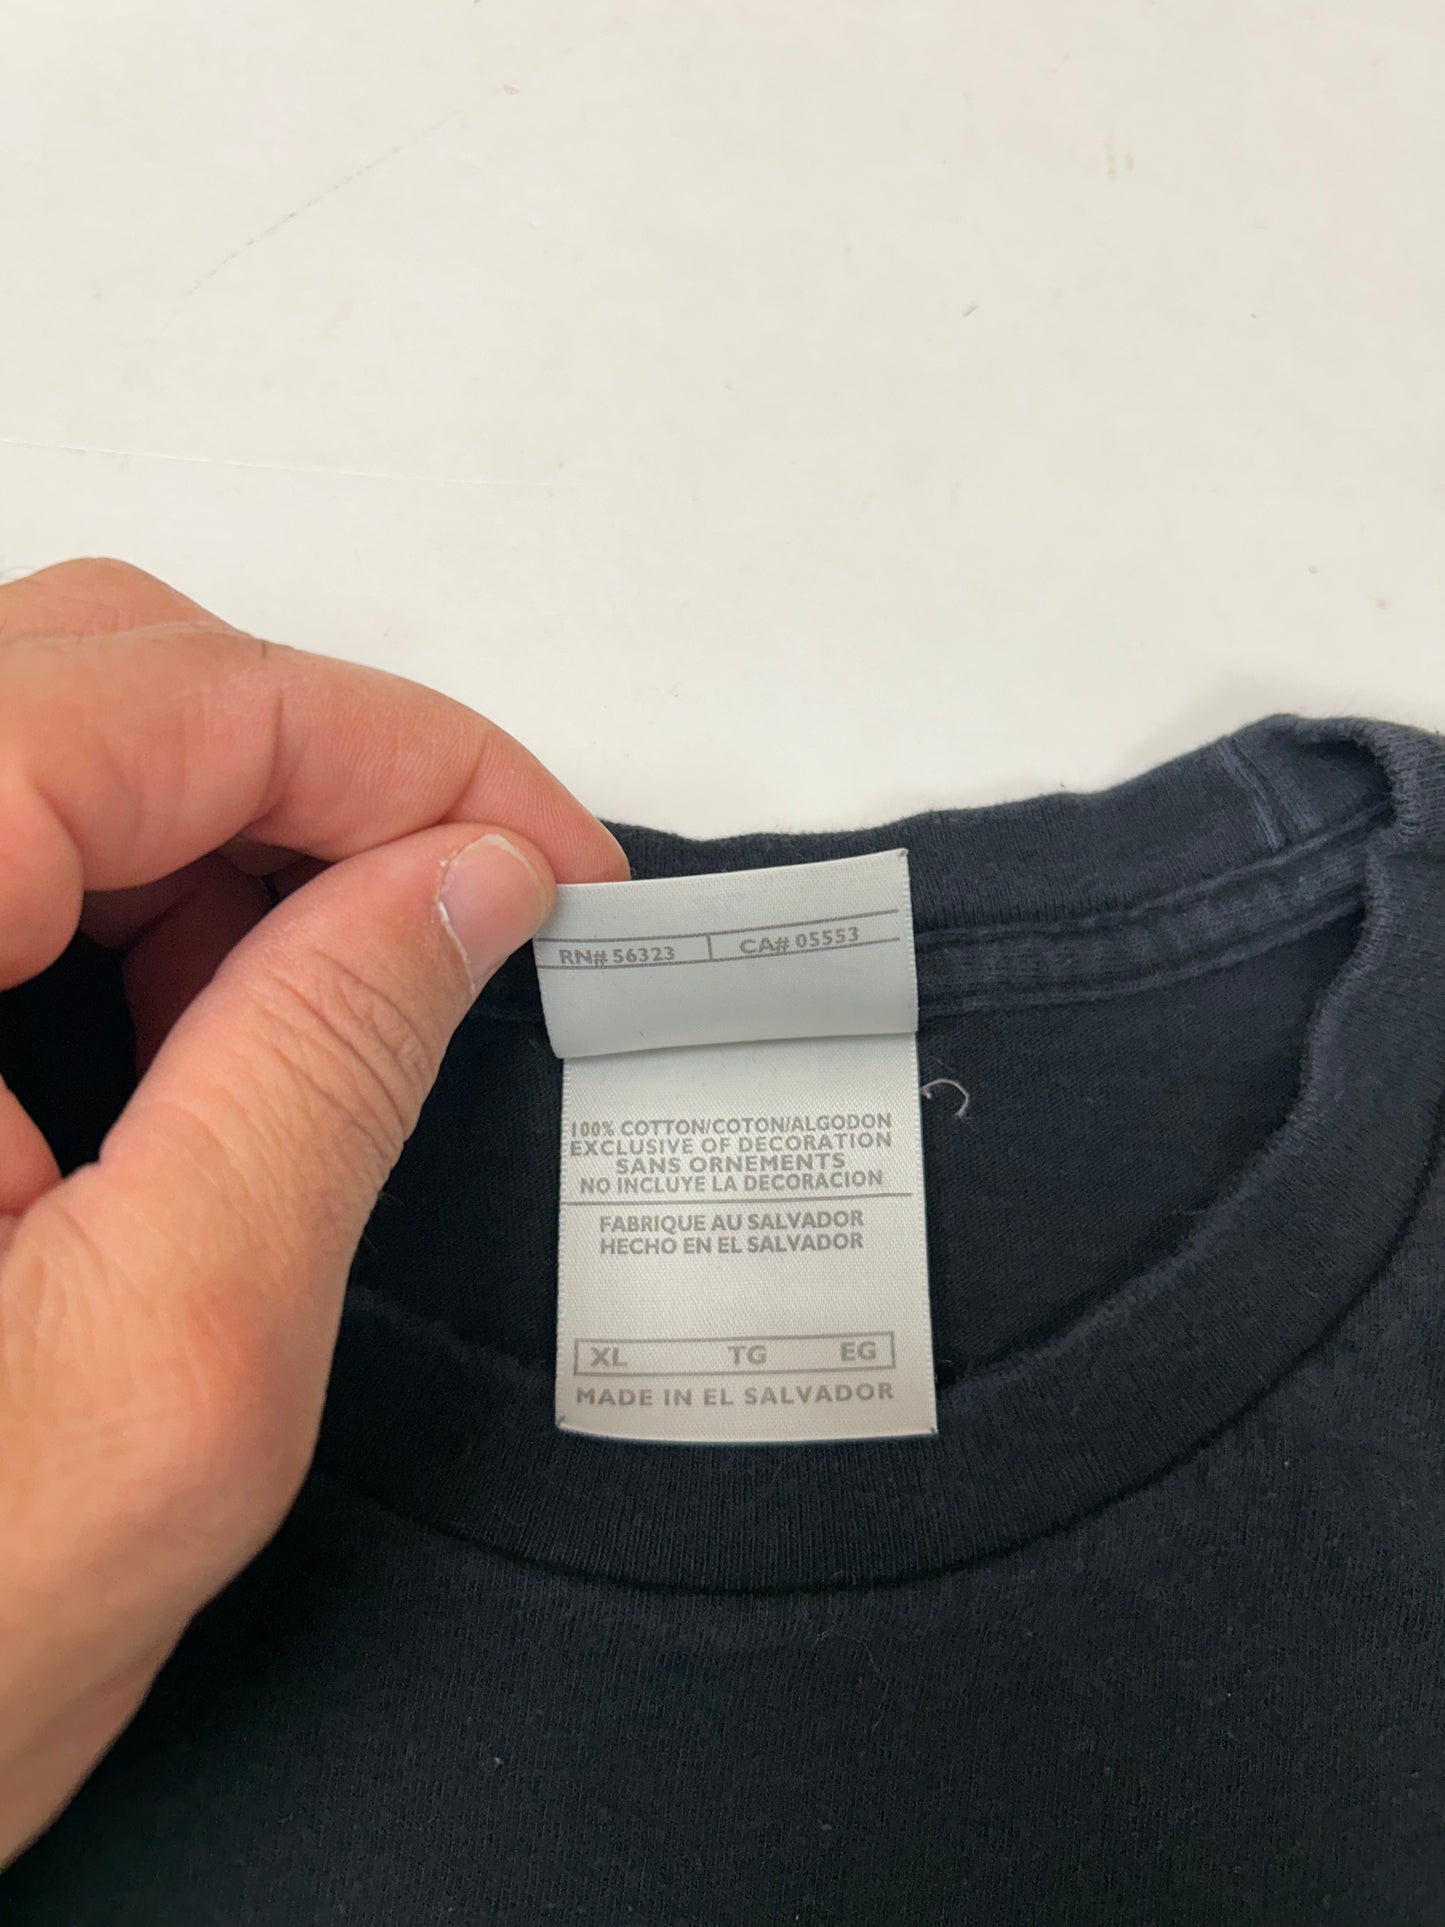 RN# 56323 | CA# 05553
100% COTTON/COTON/ALGODON
EXCLUSIVE OF DECORATION
SANS ORNEMENTS
NO INCLUYE LA DECORACION
FABRIQUE AU SALVADOR
HECHO EN EL SALVADOR
XL TG EG
MADE IN EL SALVADOR